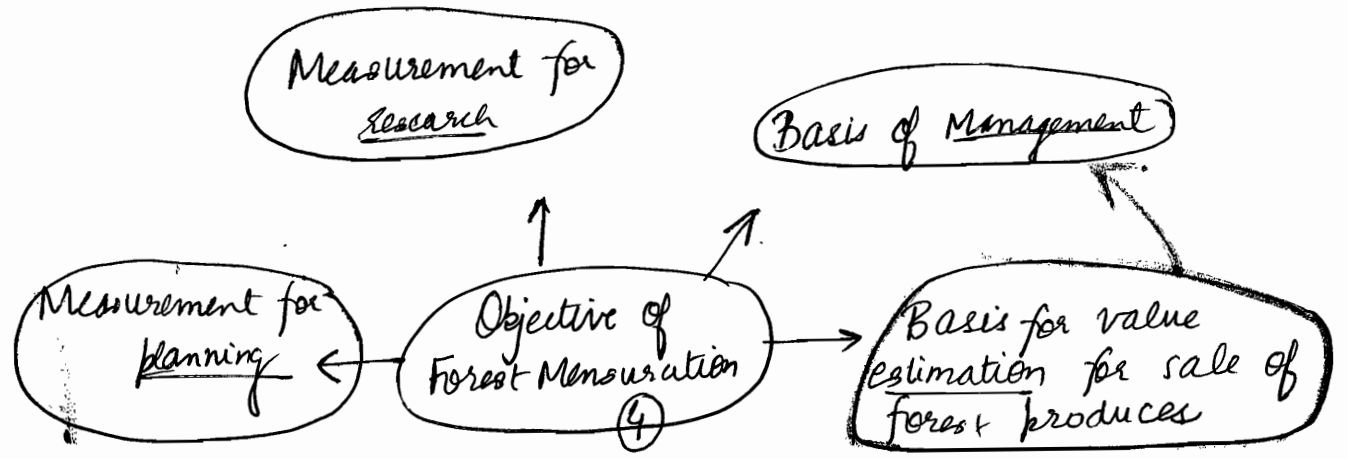 Measurement for
research
Basis of Management
Measurement for
planning
Objective of
Forest Mensuration
4
Basis for value
estimation for sale of
forest produces